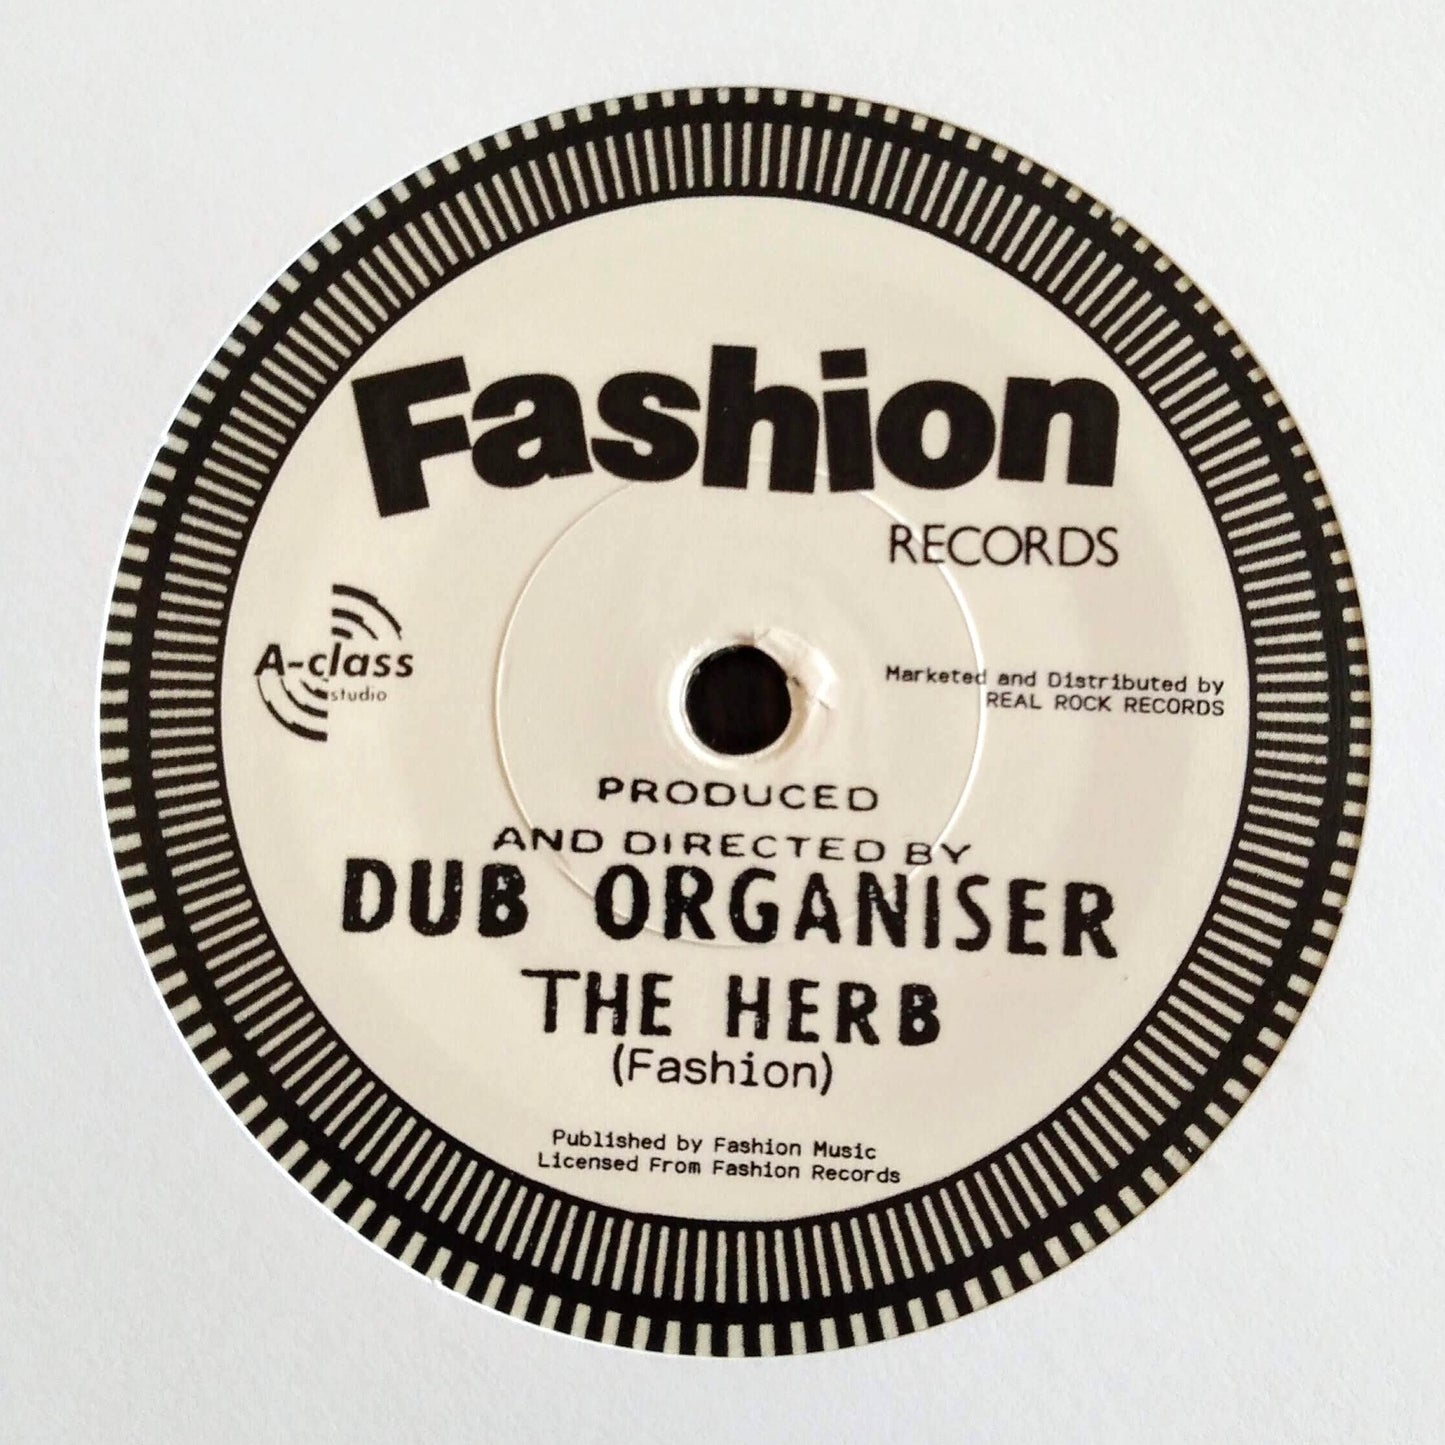 Fashion
RECORDS
A-class
studio
Marketed and Distributed by
REAL ROCK RECORDS
PRODUCED
AND DIRECTED BY
DUB ORGANISER
THE HERB
(Fashion)
Published by Fashion Music
Licensed From Fashion Records